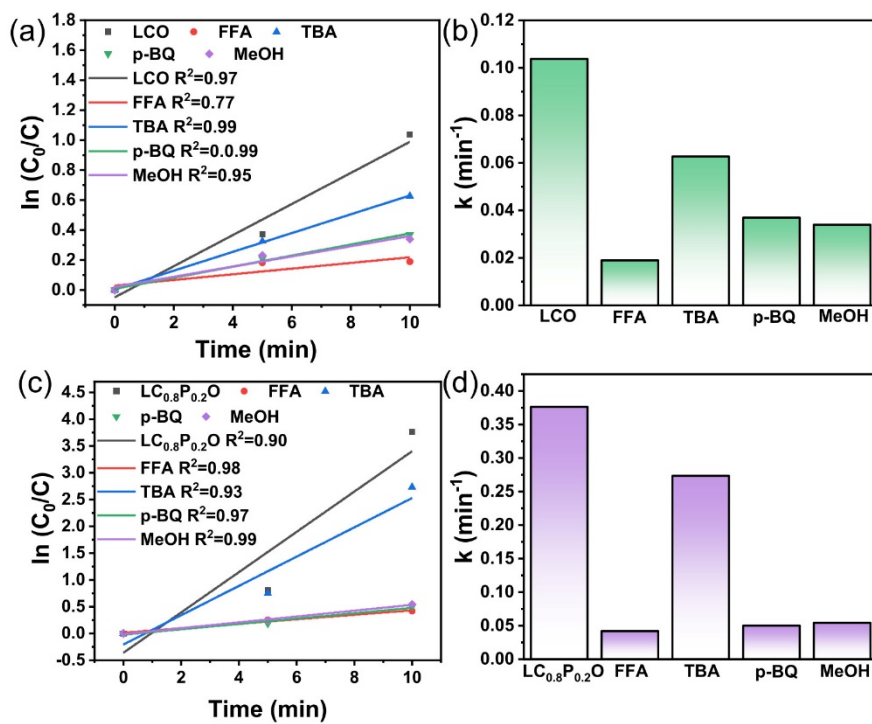 (a)
1.8
1.6
1.4
1.2
1.0
0.8
0.6
0.4
0.2
0.0
ln (C₀/C)
LCO FFA TBA
p-BQ MeOH
LCO R²=0.97
FFA R²=0.77
TBA R²=0.99
p-BQ R²=0.0.99
MeOH R²=0.95
0 2 4 6 8 10
Time (min)
(b)
0.12
0.10
0.08
0.06
0.04
0.02
0.00
k (min⁻¹)
LCO FFA TBA p-BQ MeOH
(c)
4.5
4.0
3.5
3.0
2.5
2.0
1.5
1.0
0.5
0.0
-0.5
ln (C₀/C)
LC₀.₈P₀.₂O FFA TBA
p-BQ MeOH
LC₀.₈P₀.₂O R²=0.90
FFA R²=0.98
TBA R²=0.93
p-BQ R²=0.97
MeOH R²=0.99
0 2 4 6 8 10
Time (min)
(d)
0.40
0.35
0.30
0.25
0.20
0.15
0.10
0.05
0.00
k (min⁻¹)
LC₀.₈P₀.₂O FFA TBA p-BQ MeOH